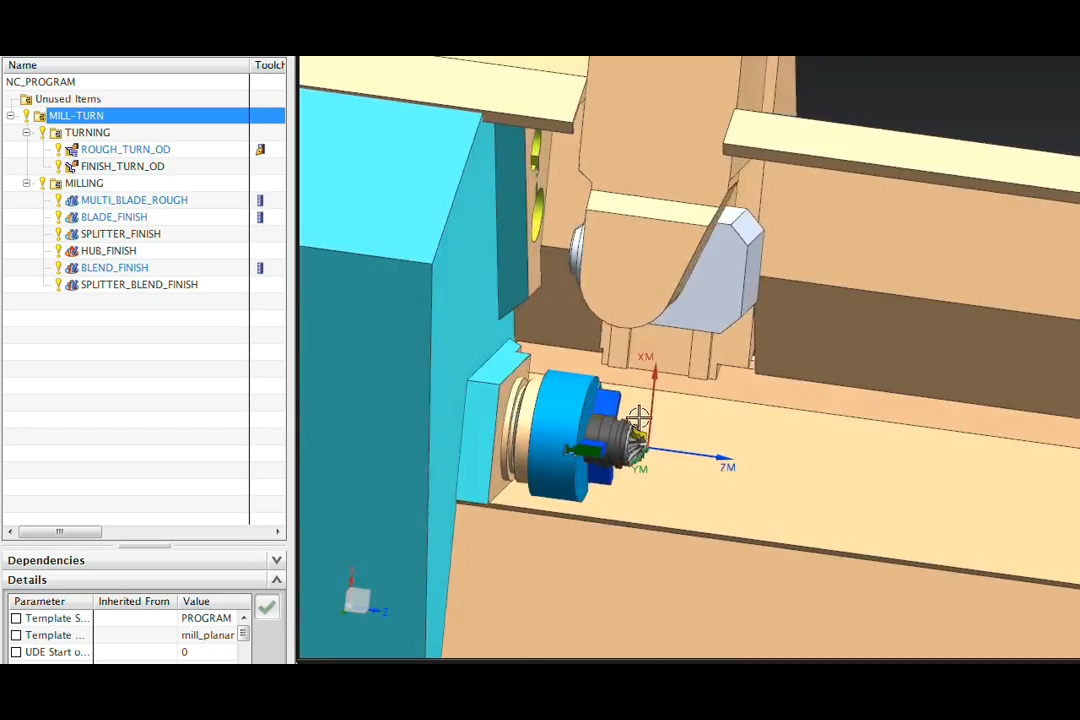 Name Toolch
NC_PROGRAM
Unused Items
MILL-TURN
TURNING
ROUGH_TURN_OD
FINISH_TURN_OD
MILLING
MULTI_BLADE_ROUGH
BLADE_FINISH
SPLITTER_FINISH
HUB_FINISH
BLEND_FINISH
SPLITTER_BLEND_FINISH
Dependencies
Details
Parameter Inherited From Value
Template S... PROGRAM
Template ... mill_planar
UDE Start o... 0
XM
ZM
YM
X
Z